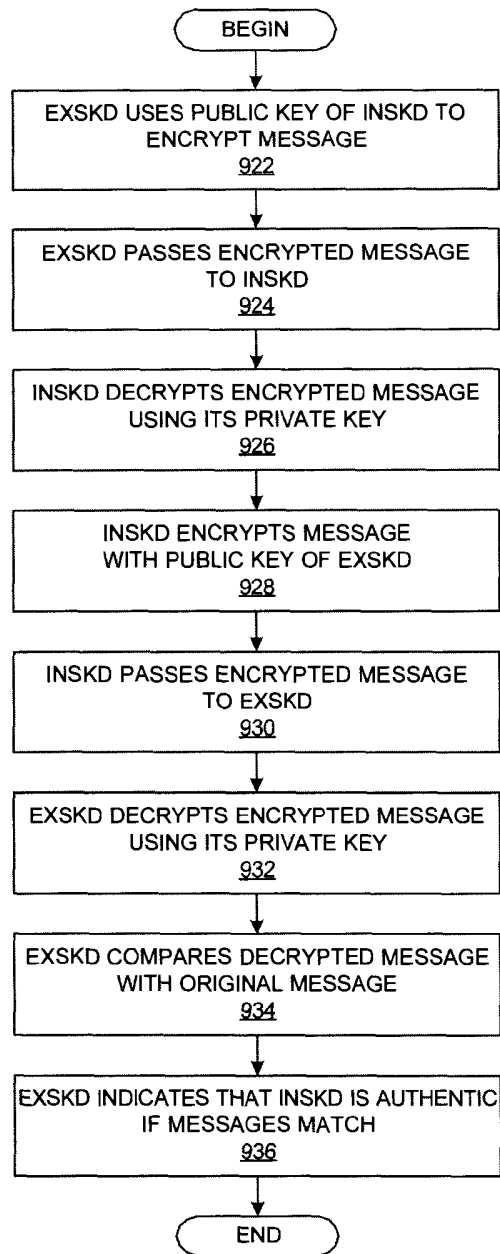 BEGIN
EXSKD USES PUBLIC KEY OF INSKD TO
ENCRYPT MESSAGE
922
EXSKD PASSES ENCRYPTED MESSAGE
TO INSKD
924
INSKD DECRYPTS ENCRYPTED MESSAGE
USING ITS PRIVATE KEY
926
INSKD ENCRYPTS MESSAGE
WITH PUBLIC KEY OF EXSKD
928
INSKD PASSES ENCRYPTED MESSAGE
TO EXSKD
930
EXSKD DECRYPTS ENCRYPTED MESSAGE
USING ITS PRIVATE KEY
932
EXSKD COMPARES DECRYPTED MESSAGE
WITH ORIGINAL MESSAGE
934
EXSKD INDICATES THAT INSKD IS AUTHENTIC
IF MESSAGES MATCH
936
END